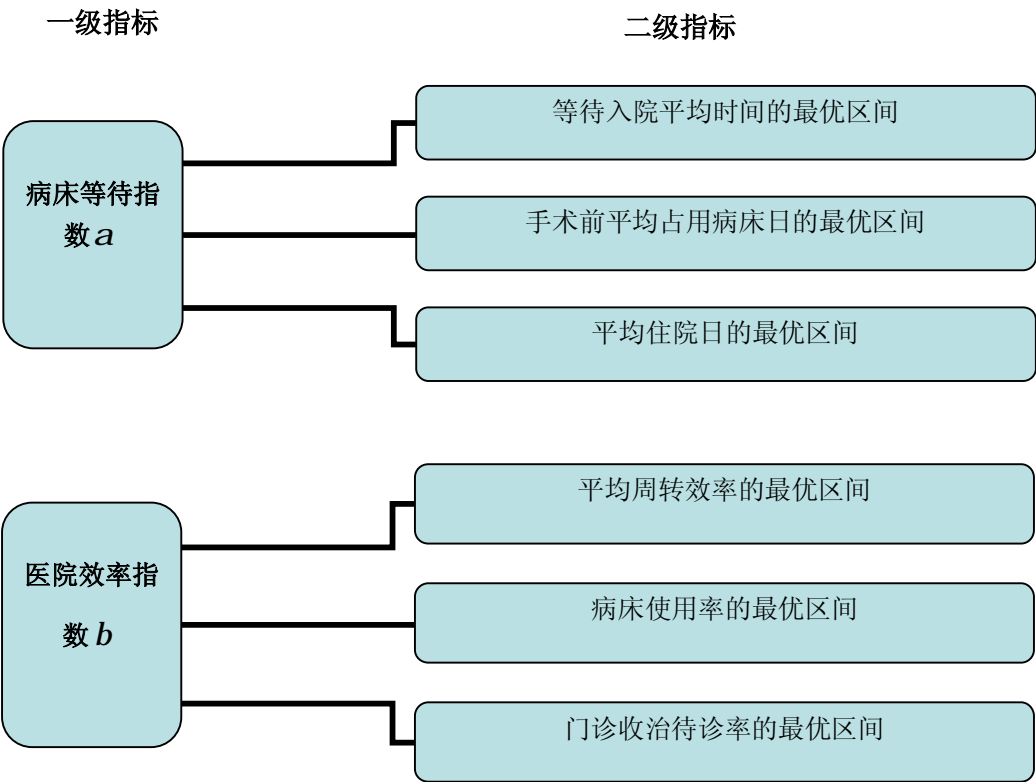 一级指标
二级指标
等待入院平均时间的最优区间
病床等待指
数a
手术前平均占用病床日的最优区间
平均住院日的最优区间
平均周转效率的最优区间
医院效率指
数b
病床使用率的最优区间
门诊收治待诊率的最优区间